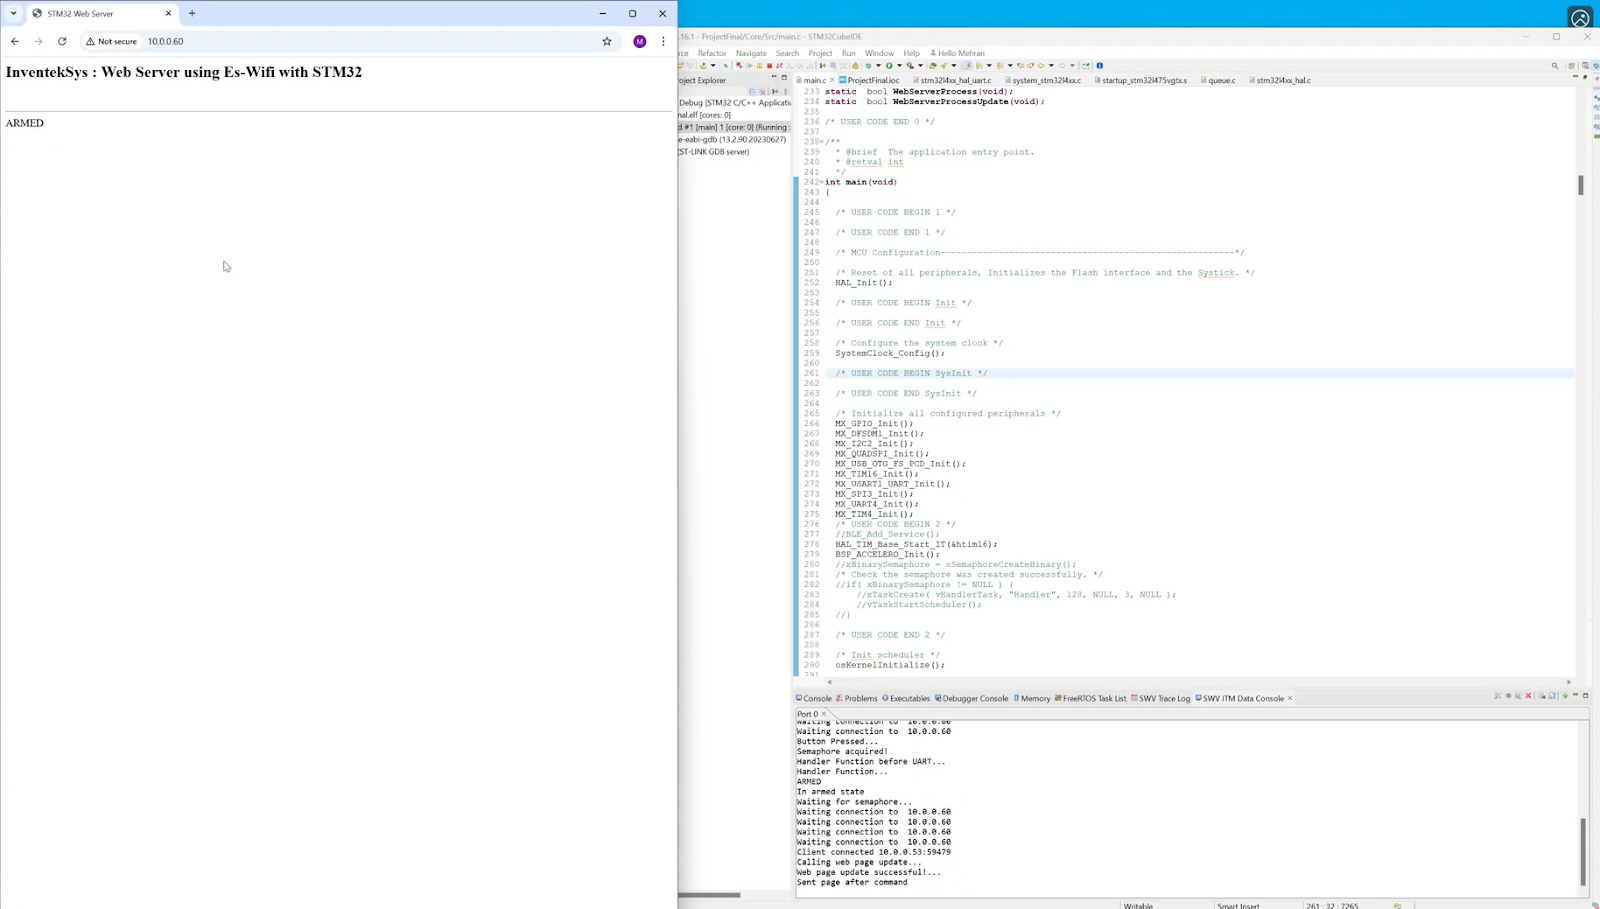 STM32 Web Server
Not secure
10.0.0.60
M
InventekSys : Web Server using Es-Wifi with STM32
ARMED
.16.1 - ProjectFinal/Core/Src/main.c - STM32CubeIDE
rce Refactor Navigate Search Project Run Window Help Hello Mehran
roject Explorer
Debug [STM32 C/C++ Applicatio
nal.elf [cores: 0]
d #1 [main] 1 [core: 0] (Running :
e-eabi-gdb (13.2.90.20230627)
(ST-LINK GDB server)
main.c ProjectFinal.ioc stm32l4xx_hal_uart.c system_stm32l4xx.c startup_stm32l475vgtx.s queue.c stm32l4xx_hal.c
233 static bool WebServerProcess(void);
234 static bool WebServerProcessUpdate(void);
235
236 /* USER CODE END 0 */
237
238 /**
239 * @brief The application entry point.
240 * @retval int
241 */
242 int main(void)
243 {
244
245 /* USER CODE BEGIN 1 */
246
247 /* USER CODE END 1 */
248
249 /* MCU Configuration--------------------------------------------------------*/
250
251 /* Reset of all peripherals, Initializes the Flash interface and the Systick. */
252 HAL_Init();
253
254 /* USER CODE BEGIN Init */
255
256 /* USER CODE END Init */
257
258 /* Configure the system clock */
259 SystemClock_Config();
260
261 /* USER CODE BEGIN SysInit */
262
263 /* USER CODE END SysInit */
264
265 /* Initialize all configured peripherals */
266 MX_GPIO_Init();
267 MX_DFSDM1_Init();
268 MX_I2C2_Init();
269 MX_QUADSPI_Init();
270 MX_USB_OTG_FS_PCD_Init();
271 MX_TIM16_Init();
272 MX_USART1_UART_Init();
273 MX_SPI3_Init();
274 MX_UART4_Init();
275 MX_TIM4_Init();
276 /* USER CODE BEGIN 2 */
277 //BLE_Add_Service();
278 HAL_TIM_Base_Start_IT(&htim16);
279 BSP_ACCELERO_Init();
280 //xBinarySemaphore = xSemaphoreCreateBinary();
281 /* Check the semaphore was created successfully. */
282 //if( xBinarySemaphore != NULL ) {
283 //xTaskCreate( vHandlerTask, "Handler", 128, NULL, 3, NULL );
284 //vTaskStartScheduler();
285 //}
286
287 /* USER CODE END 2 */
288
289 /* Init scheduler */
290 osKernelInitialize();
291
Console Problems Executables Debugger Console Memory FreeRTOS Task List SWV Trace Log SWV ITM Data Console
Port 0
Waiting connection to 10.0.0.60
Waiting connection to 10.0.0.60
Button Pressed...
Semaphore acquired!
Handler Function before UART...
Handler Function...
ARMED
In armed state
Waiting for semaphore...
Waiting connection to 10.0.0.60
Waiting connection to 10.0.0.60
Waiting connection to 10.0.0.60
Waiting connection to 10.0.0.60
Client connected 10.0.0.53:59479
Calling web page update...
Web page update successful!...
Sent page after command
Writable Smart Insert 261 : 32 : 7265